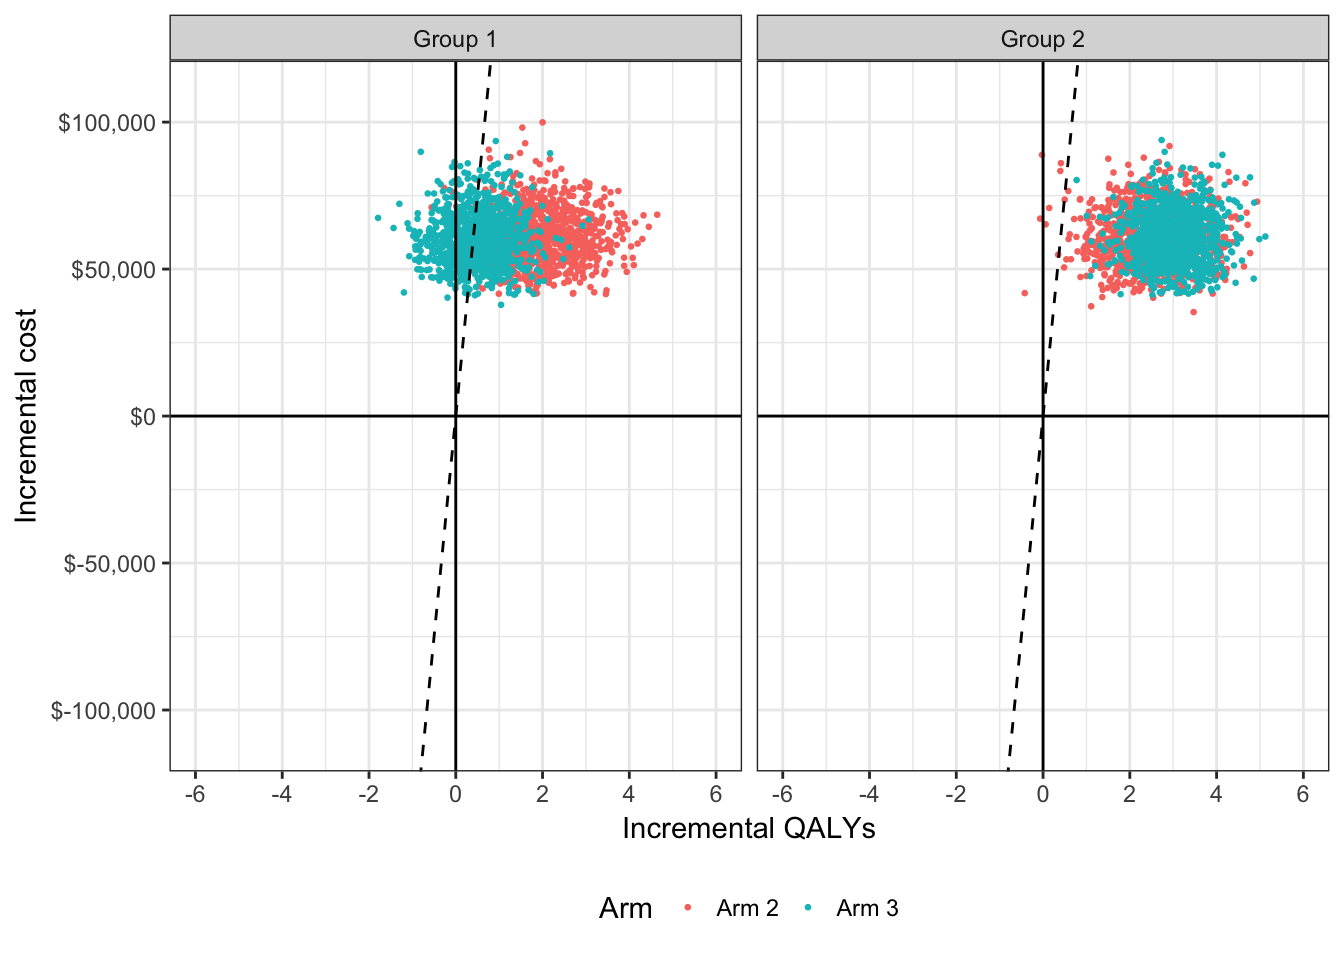 Group 1
Group 2
Incremental cost
$100,000
$50,000
$0
$-50,000
$-100,000
-6 -4 -2 0 2 4 6
-6 -4 -2 0 2 4 6
Incremental QALYs
Arm Arm 2 Arm 3